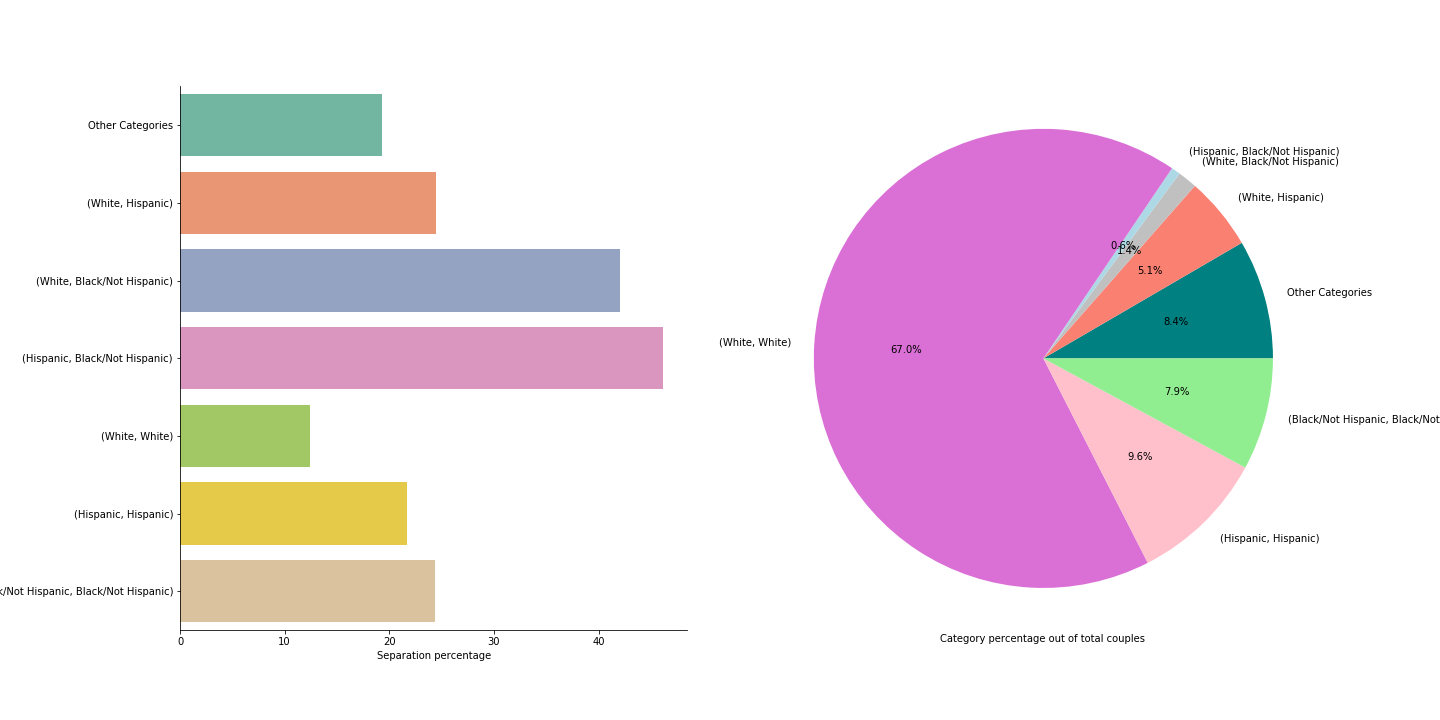 Other Categories
(White, Hispanic)
(White, Black/Not Hispanic)
(Hispanic, Black/Not Hispanic)
(White, White)
(Hispanic, Hispanic)
/Not Hispanic, Black/Not Hispanic)
0 10 20 30 40
Separation percentage
(Hispanic, Black/Not Hispanic)
(White, Black/Not Hispanic)
(White, Hispanic)
0.6%
1.4%
5.1%
Other Categories
8.4%
(White, White)
67.0%
7.9%
(Black/Not Hispanic, Black/Not
9.6%
(Hispanic, Hispanic)
Category percentage out of total couples